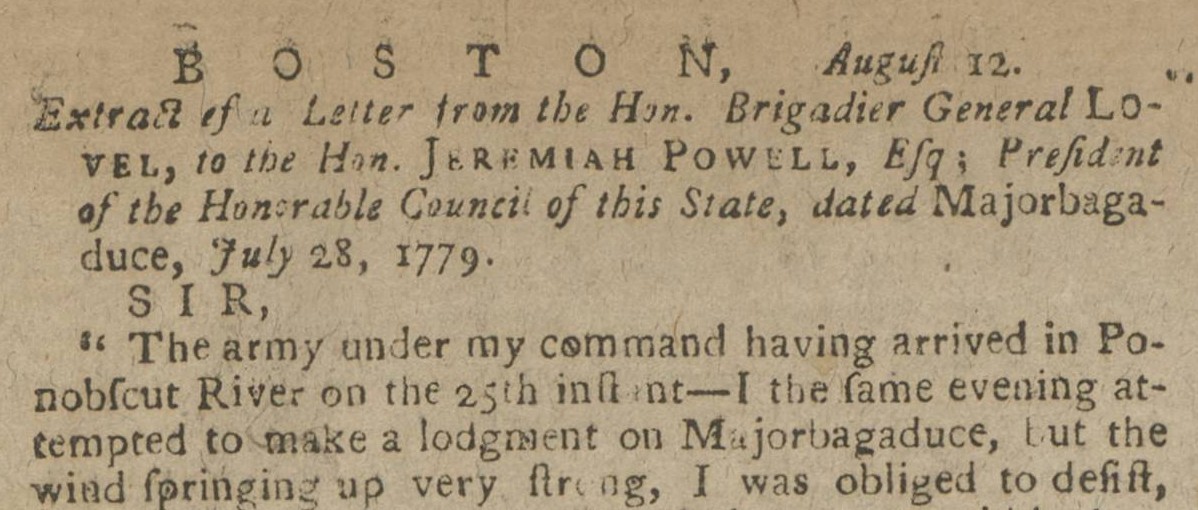 BOSTON, Auguſt 12.
Extract of a Letter from the Hon. Brigadier General LO-
VEL, to the Hon. JEREMIAH POWELL, Eſq; Preſident
of the Honorable Council of this State, dated Majorbaga-
duce, July 28, 1779.
SIR,
“ The army under my command having arrived in Po-
nobſcut River on the 25th inſtant—I the ſame evening at-
tempted to make a lodgment on Majorbagaduce, but the
wind ſpringing up very ſtrong, I was obliged to deſiſt,